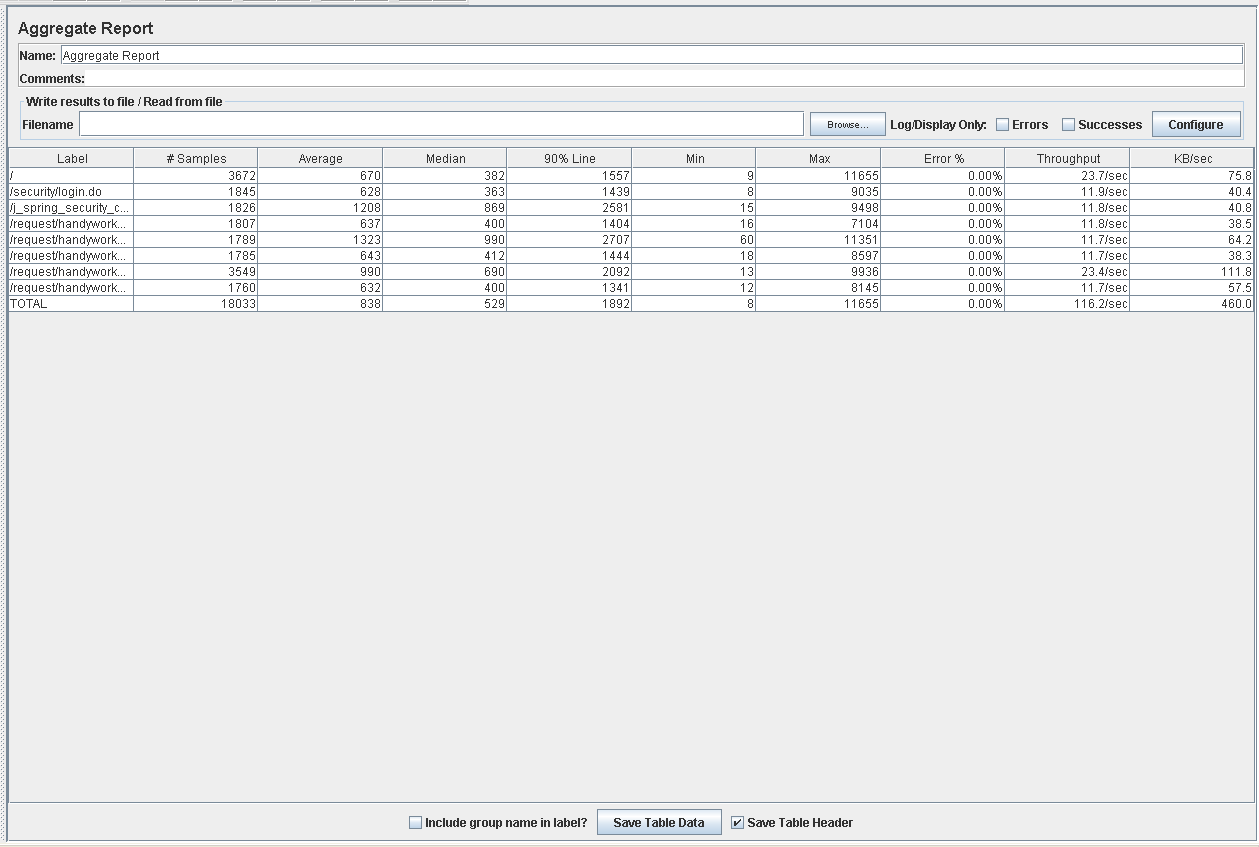 Aggregate Report
Name: Aggregate Report
Comments:
Write results to file / Read from file
Filename Browse... Log/Display Only: Errors Successes Configure
Label # Samples Average Median 90% Line Min Max Error % Throughput KB/sec
/ 3672 670 382 1557 9 11655 0.00% 23.7/sec 75.8
/security/login.do 1845 628 363 1439 8 9035 0.00% 11.9/sec 40.4
/j_spring_security_c... 1826 1208 869 2581 15 9498 0.00% 11.8/sec 40.8
/request/handywork... 1807 637 400 1404 16 7104 0.00% 11.8/sec 38.5
/request/handywork... 1789 1323 990 2707 60 11351 0.00% 11.7/sec 64.2
/request/handywork... 1785 643 412 1444 18 8597 0.00% 11.7/sec 38.3
/request/handywork... 3549 990 690 2092 13 9936 0.00% 23.4/sec 111.8
/request/handywork... 1760 632 400 1341 12 8145 0.00% 11.7/sec 57.5
TOTAL 18033 838 529 1892 8 11655 0.00% 116.2/sec 460.0
Include group name in label? Save Table Data Save Table Header